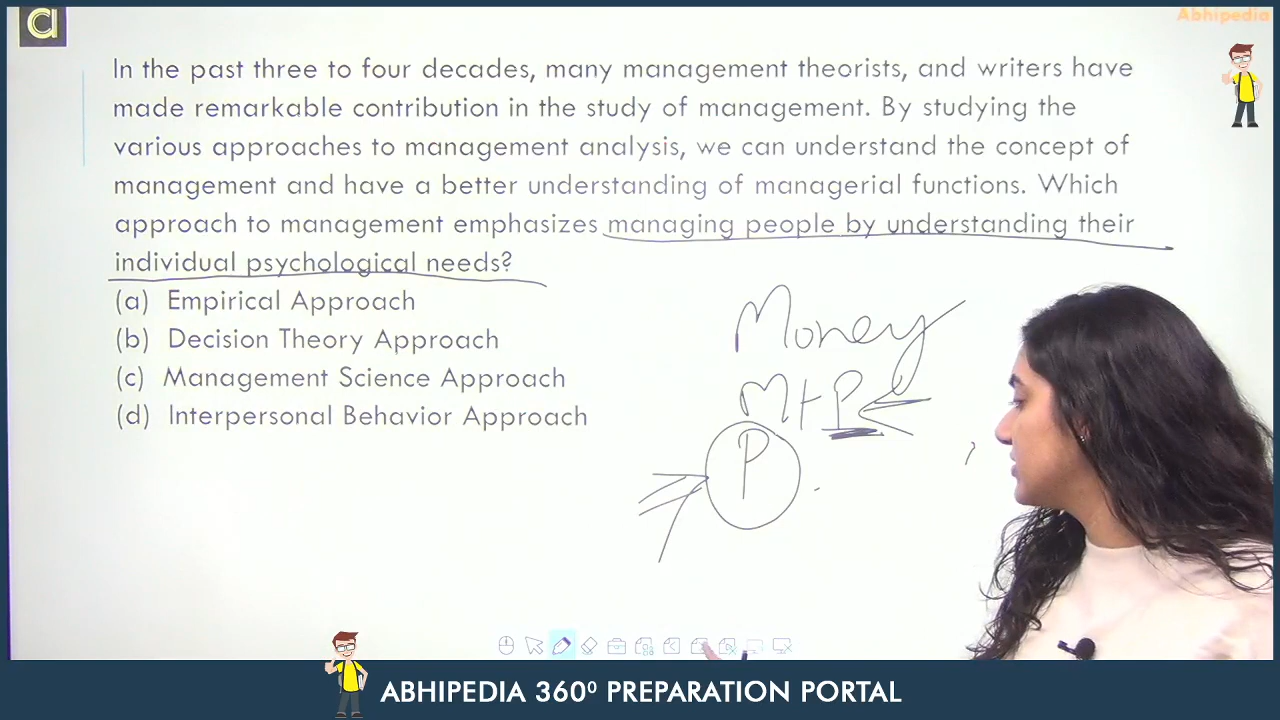 a
Abhipedia
In the past three to four decades, many management theorists, and writers have
made remarkable contribution in the study of management. By studying the
various approaches to management analysis, we can understand the concept of
management and have a better understanding of managerial functions. Which
approach to management emphasizes managing people by understanding their
individual psychological needs?
(a) Empirical Approach
(b) Decision Theory Approach
(c) Management Science Approach
(d) Interpersonal Behavior Approach
Money
M+P
P
ABHIPEDIA 360⁰ PREPARATION PORTAL